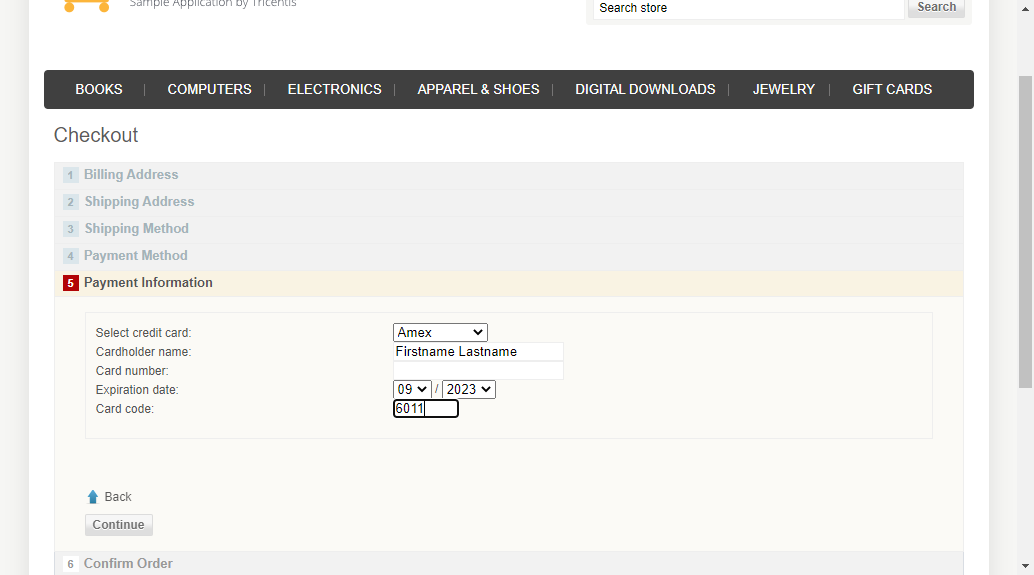 Sample Application by Tricentis
Search store
Search
BOOKS | COMPUTERS | ELECTRONICS | APPAREL & SHOES | DIGITAL DOWNLOADS | JEWELRY | GIFT CARDS
Checkout
1 Billing Address
2 Shipping Address
3 Shipping Method
4 Payment Method
5 Payment Information
Select credit card: Amex
Cardholder name: Firstname Lastname
Card number:
Expiration date: 09 / 2023
Card code: 6011
Back
Continue
6 Confirm Order